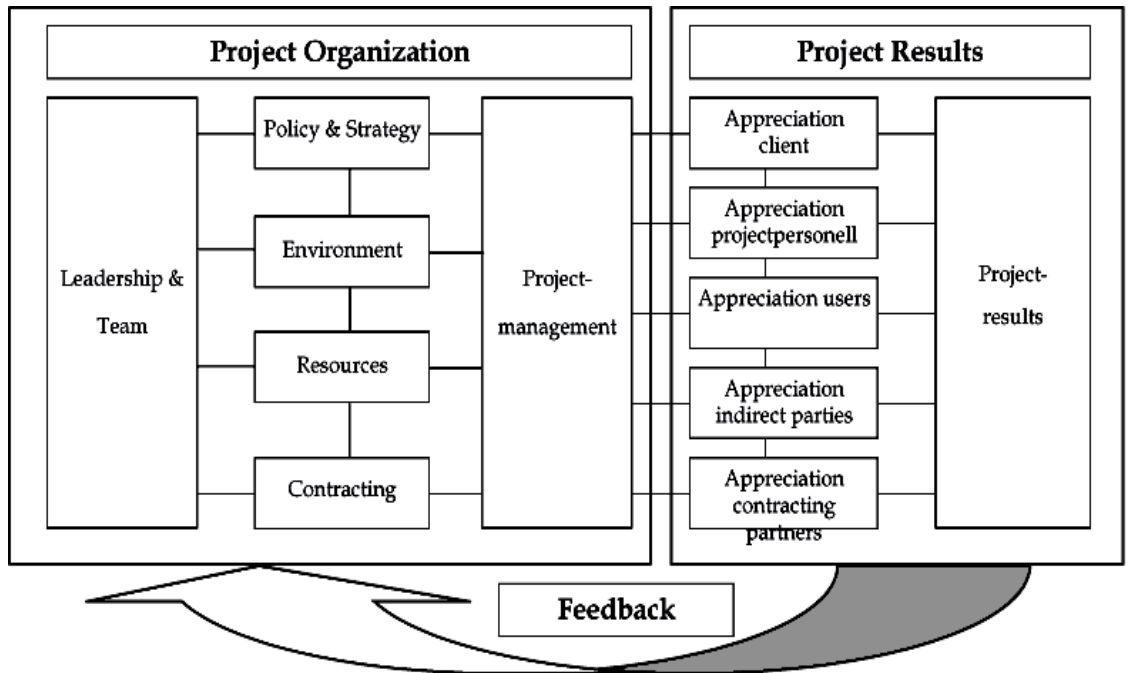 Project Organization
Project Results
Leadership &
Team
Policy & Strategy
Environment
Resources
Contracting
Project-
management
Appreciation
client
Appreciation
projectpersonell
Appreciation users
Appreciation
indirect parties
Appreciation
contracting
partners
Project-
results
Feedback